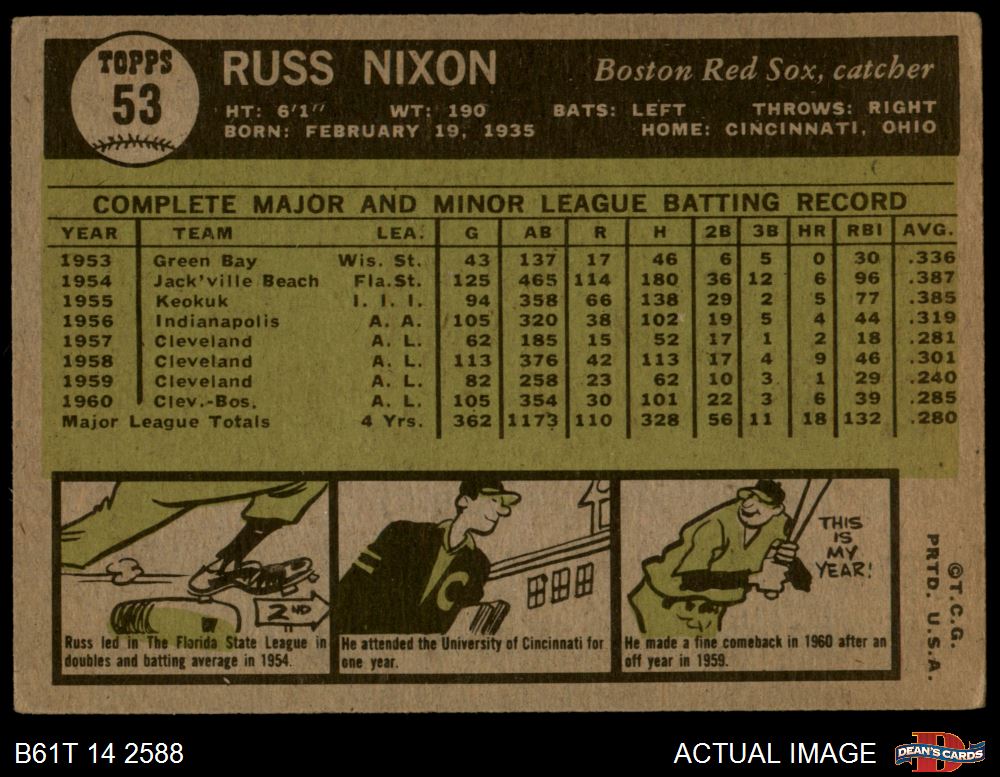 TOPPS
53
RUSS NIXON
Boston Red Sox, catcher
HT: 6'1" WT: 190 BATS: LEFT THROWS: RIGHT
BORN: FEBRUARY 19, 1935 HOME: CINCINNATI, OHIO
COMPLETE MAJOR AND MINOR LEAGUE BATTING RECORD
YEAR TEAM LEA. G AB R H 2B 3B HR RBI AVG.
1953 Green Bay Wis. St. 43 137 17 46 6 5 0 30 .336
1954 Jack'ville Beach Fla.St. 125 465 114 180 36 12 6 96 .387
1955 Keokuk I. I. I. 94 358 66 138 29 2 5 77 .385
1956 Indianapolis A. A. 105 320 38 102 19 5 4 44 .319
1957 Cleveland A. L. 62 185 15 52 17 1 2 18 .281
1958 Cleveland A. L. 113 376 42 113 17 4 9 46 .301
1959 Cleveland A. L. 82 258 23 62 10 3 1 29 .240
1960 Clev.-Bos. A. L. 105 354 30 101 22 3 6 39 .285
Major League Totals 4 Yrs. 362 1173 110 328 56 11 18 132 .280
2ND
Russ led in The Florida State League in
doubles and batting average in 1954.
C
He attended the University of Cincinnati for
one year.
THIS
IS
MY
YEAR!
He made a fine comeback in 1960 after an
off year in 1959.
©T.C.G.
PRTD. U.S.A.
B61T 14 2588
ACTUAL IMAGE
DEAN'S CARDS